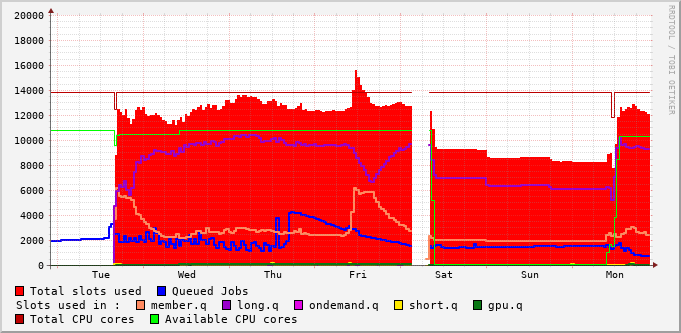 20000
18000
16000
14000
12000
10000
8000
6000
4000
2000
0
Tue Wed Thu Fri Sat Sun Mon
RRDTOOL / TOBI OETIKER
Total slots used Queued Jobs
Slots used in : member.q long.q ondemand.q short.q gpu.q
Total CPU cores Available CPU cores